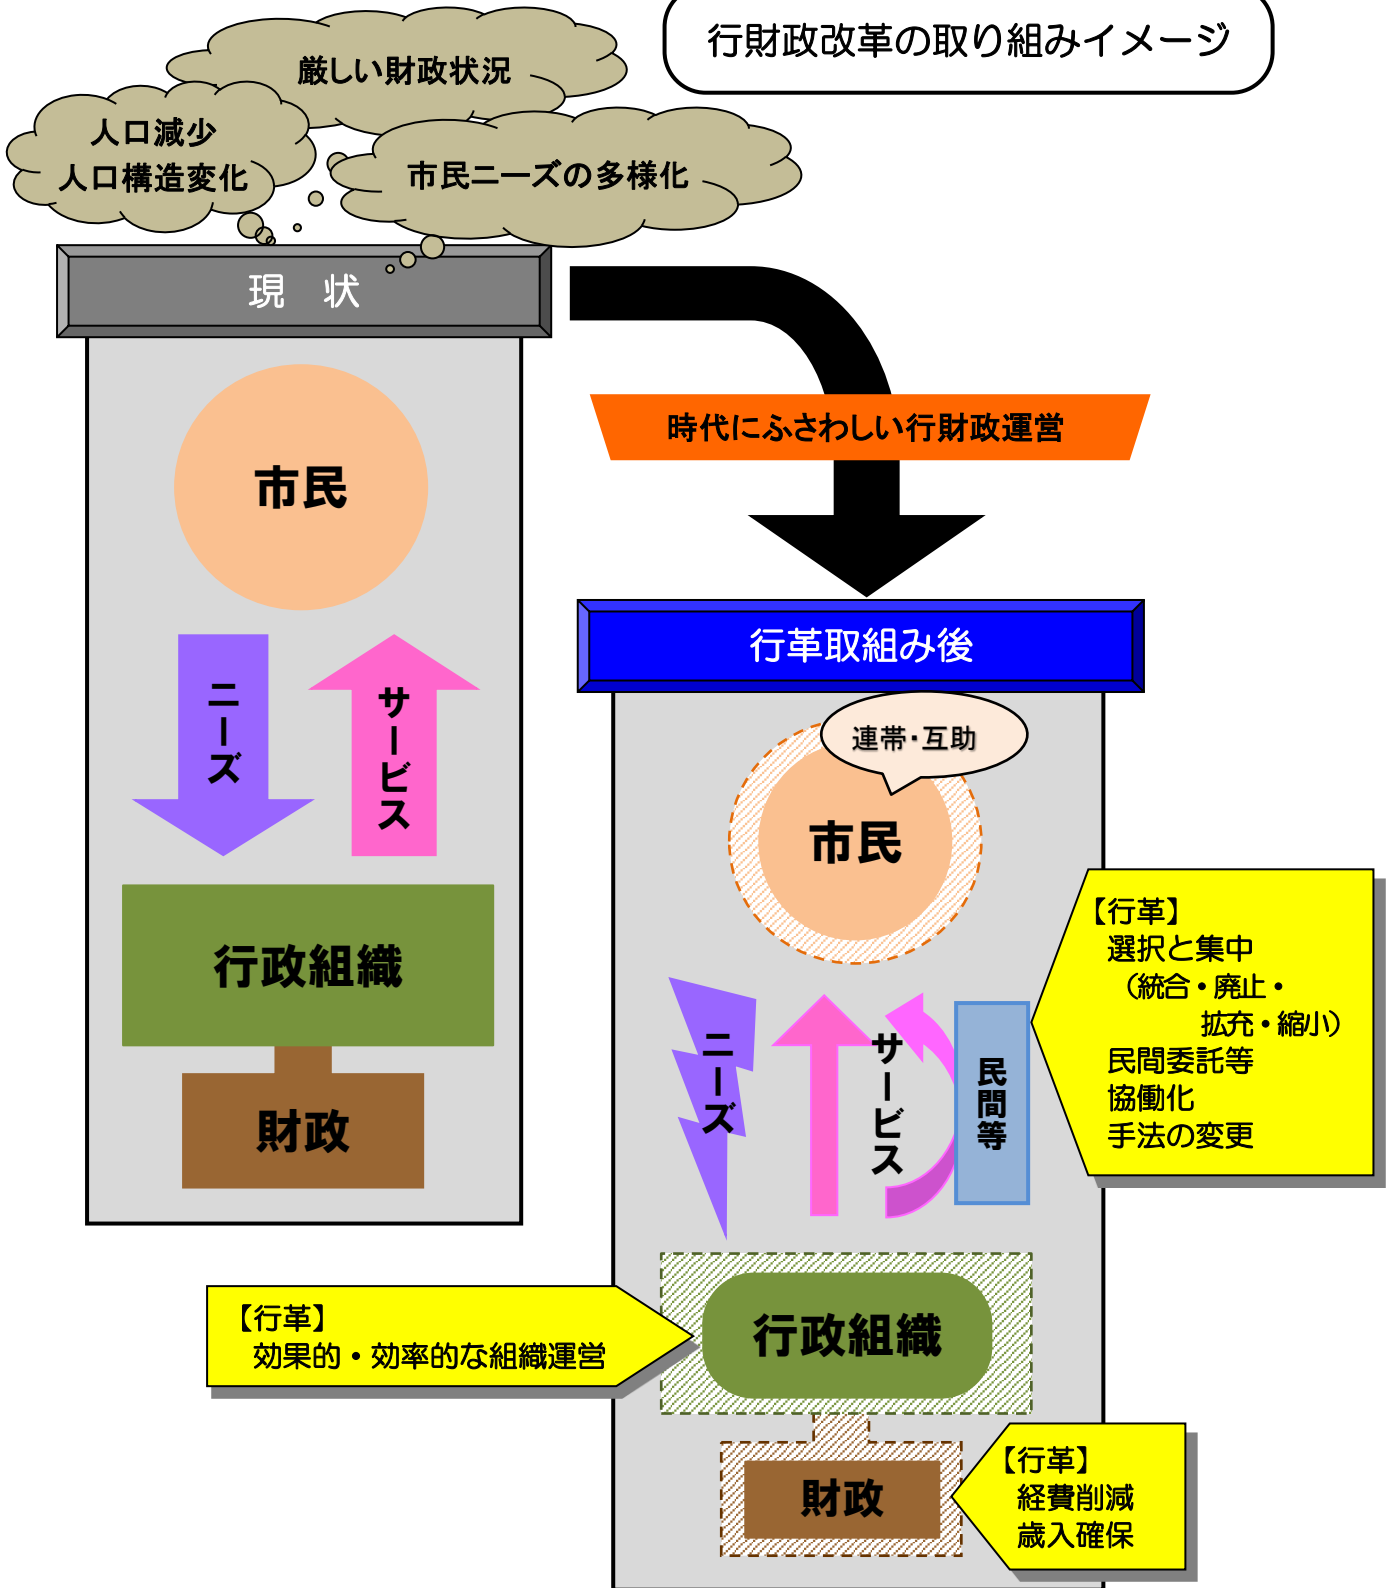 行財政改革の取り組みイメージ
厳しい財政状況
人口減少
人口構造変化
市民ニーズの多様化
現　状
市民
ニーズ
サービス
行政組織
財政
時代にふさわしい行財政運営
行革取組み後
連帯・互助
市民
ニーズ
サービス
民間等
【行革】
選択と集中
（統合・廃止・
拡充・縮小）
民間委託等
協働化
手法の変更
【行革】
効果的・効率的な組織運営
行政組織
財政
【行革】
経費削減
歳入確保